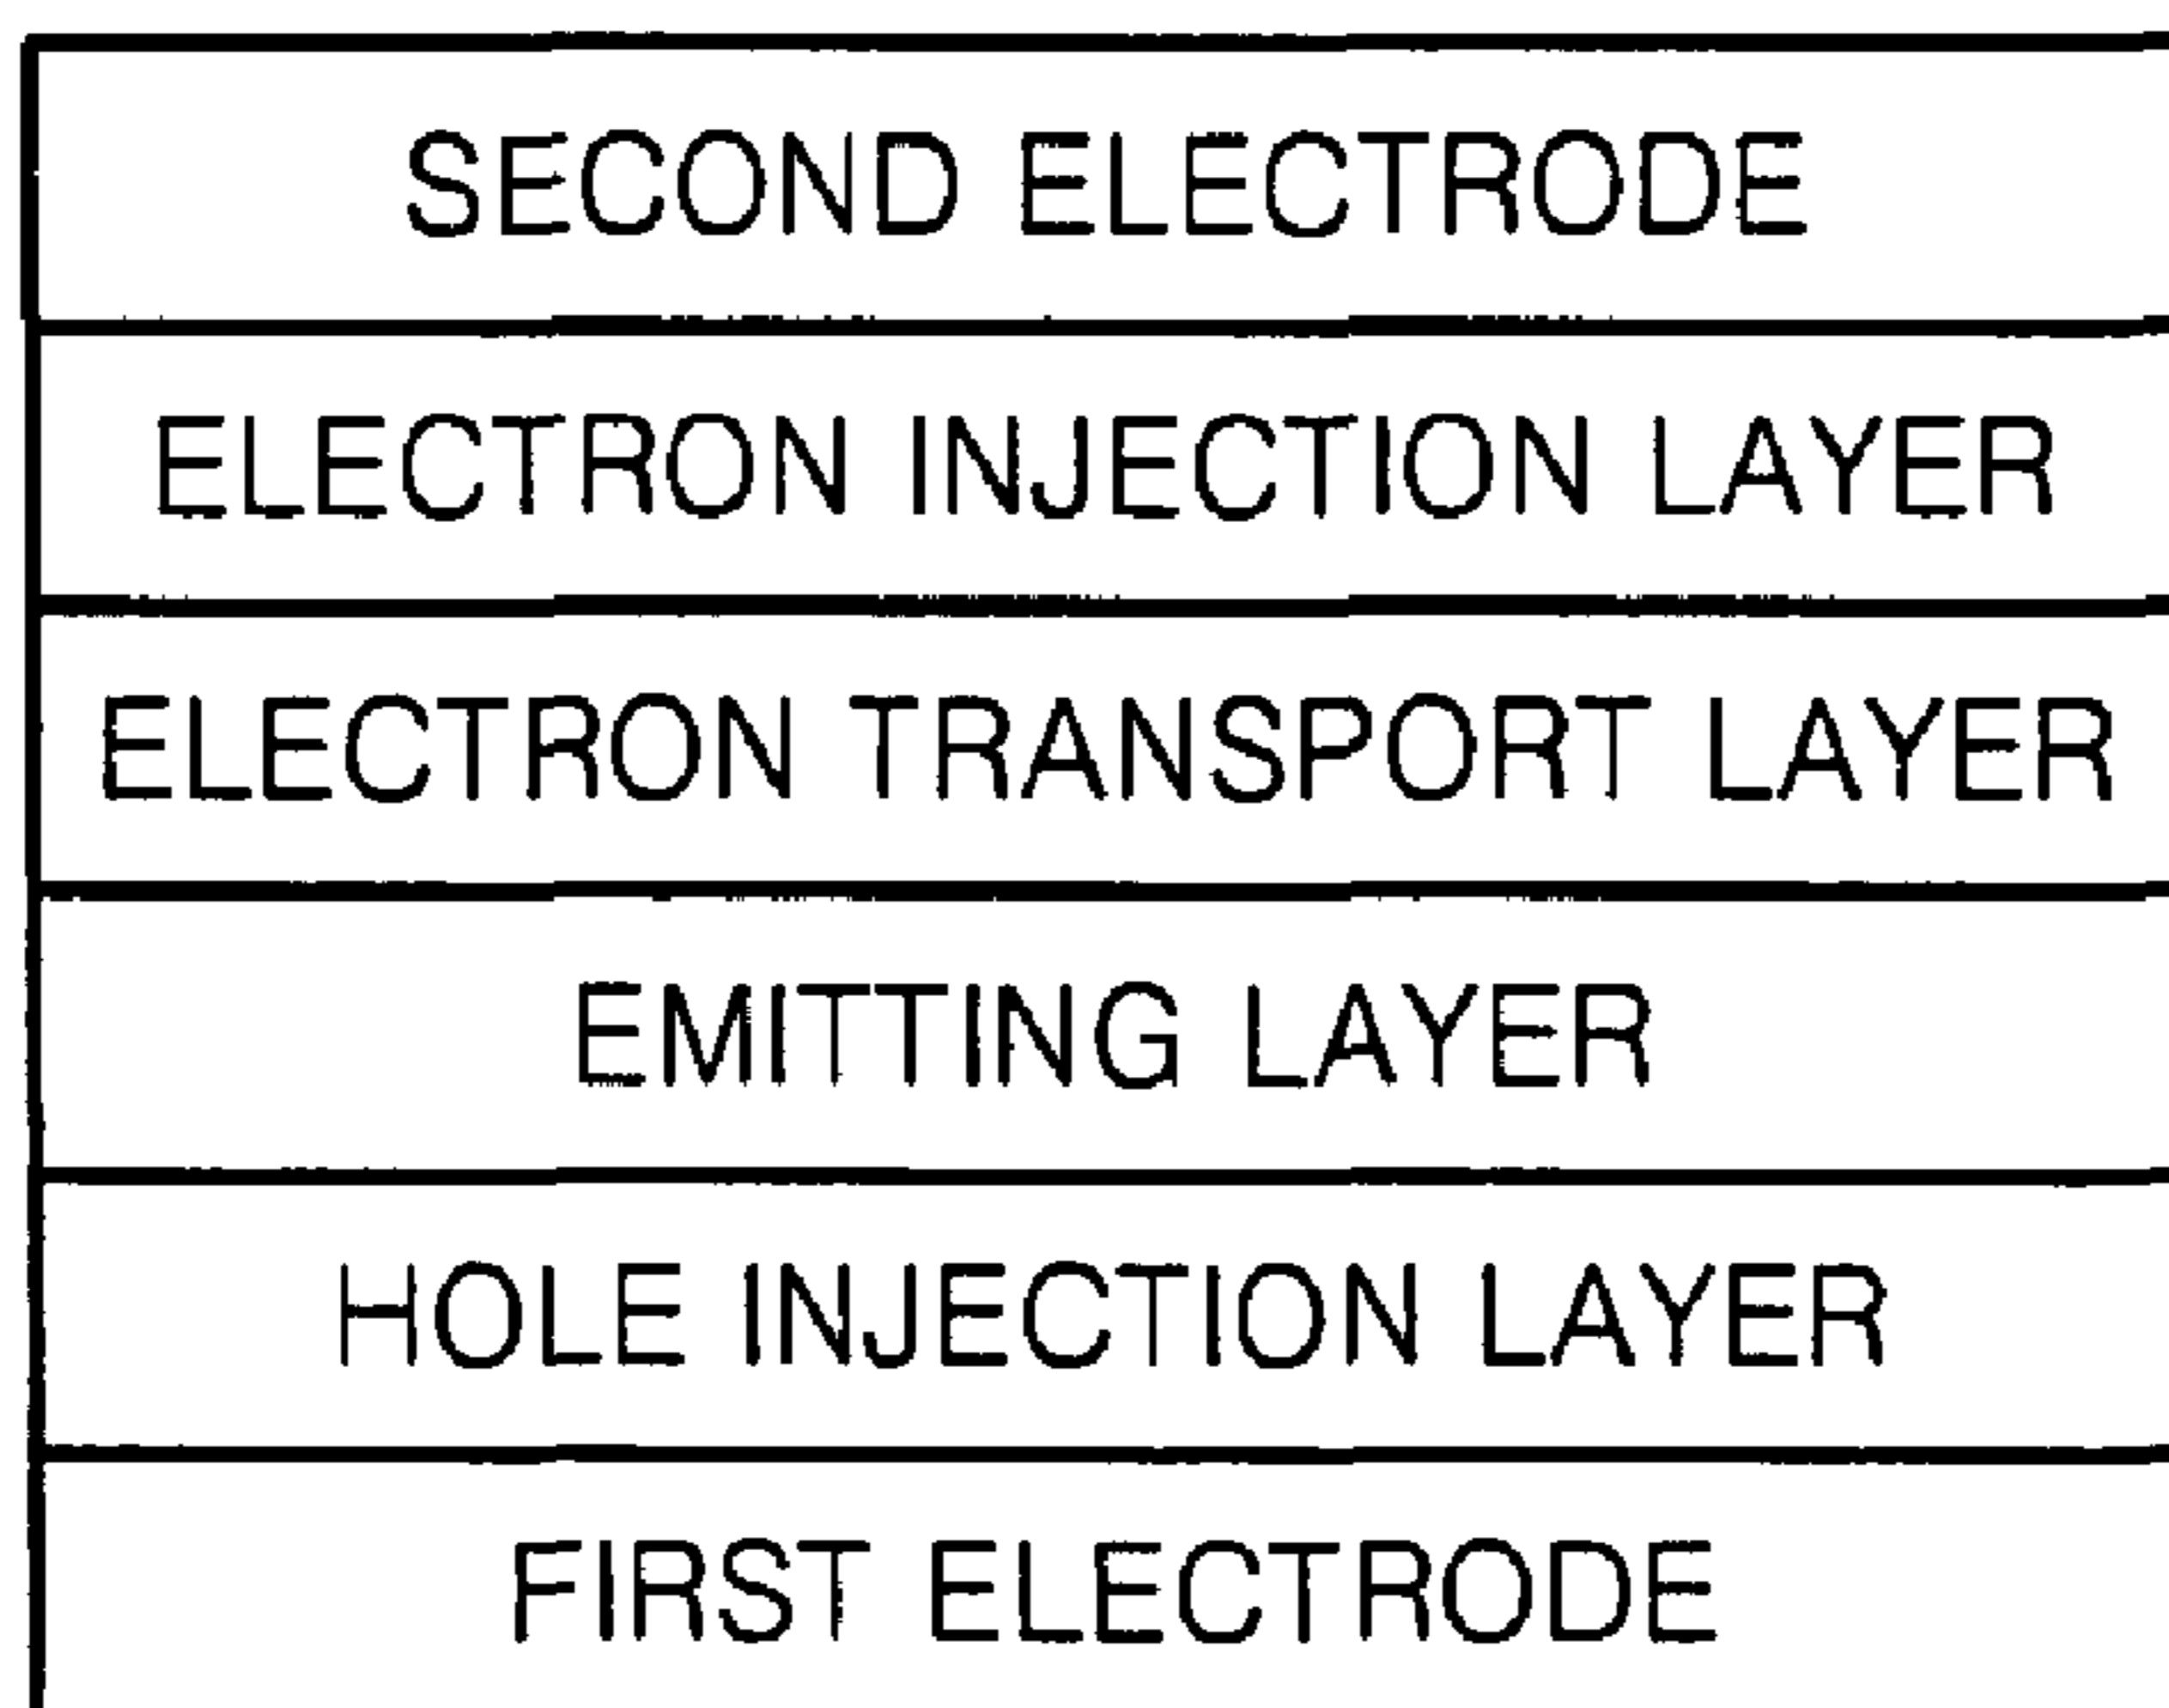 SECOND ELECTRODE
ELECTRON INJECTION LAYER
ELECTRON TRANSPORT LAYER
EMITTING LAYER
HOLE INJECTION LAYER
FIRST ELECTRODE